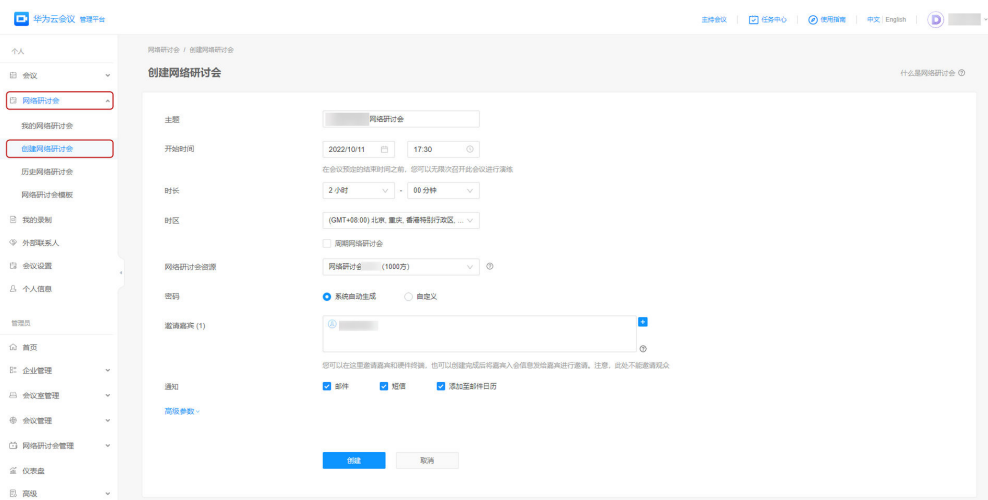 华为云会议 管理平台
主持会议 任务中心 使用指南 中文 English
个人
会议
网络研讨会
我的网络研讨会
创建网络研讨会
历史网络研讨会
网络研讨会模板
我的录制
外部联系人
会议设置
个人信息
管理员
首页
企业管理
会议室管理
会议管理
网络研讨会管理
仪表盘
高级
网络研讨会 / 创建网络研讨会
创建网络研讨会
什么是网络研讨会
主题 网络研讨会
开始时间 2022/10/11 17:30
在会议预定的结束时间之前，您可以无限次召开此会议进行演练
时长 2 小时 - 00 分钟
时区 (GMT+08:00) 北京, 重庆, 香港特别行政区, ...
周期网络研讨会
网络研讨会资源 网络研讨会 (1000方)
密码 系统自动生成 自定义
邀请嘉宾 (1)
您可以在这里邀请嘉宾和硬件终端，也可以创建完成后将嘉宾入会信息发给嘉宾进行邀请。注意，此处不能邀请观众
通知 邮件 短信 添加至邮件日历
高级参数
创建 取消